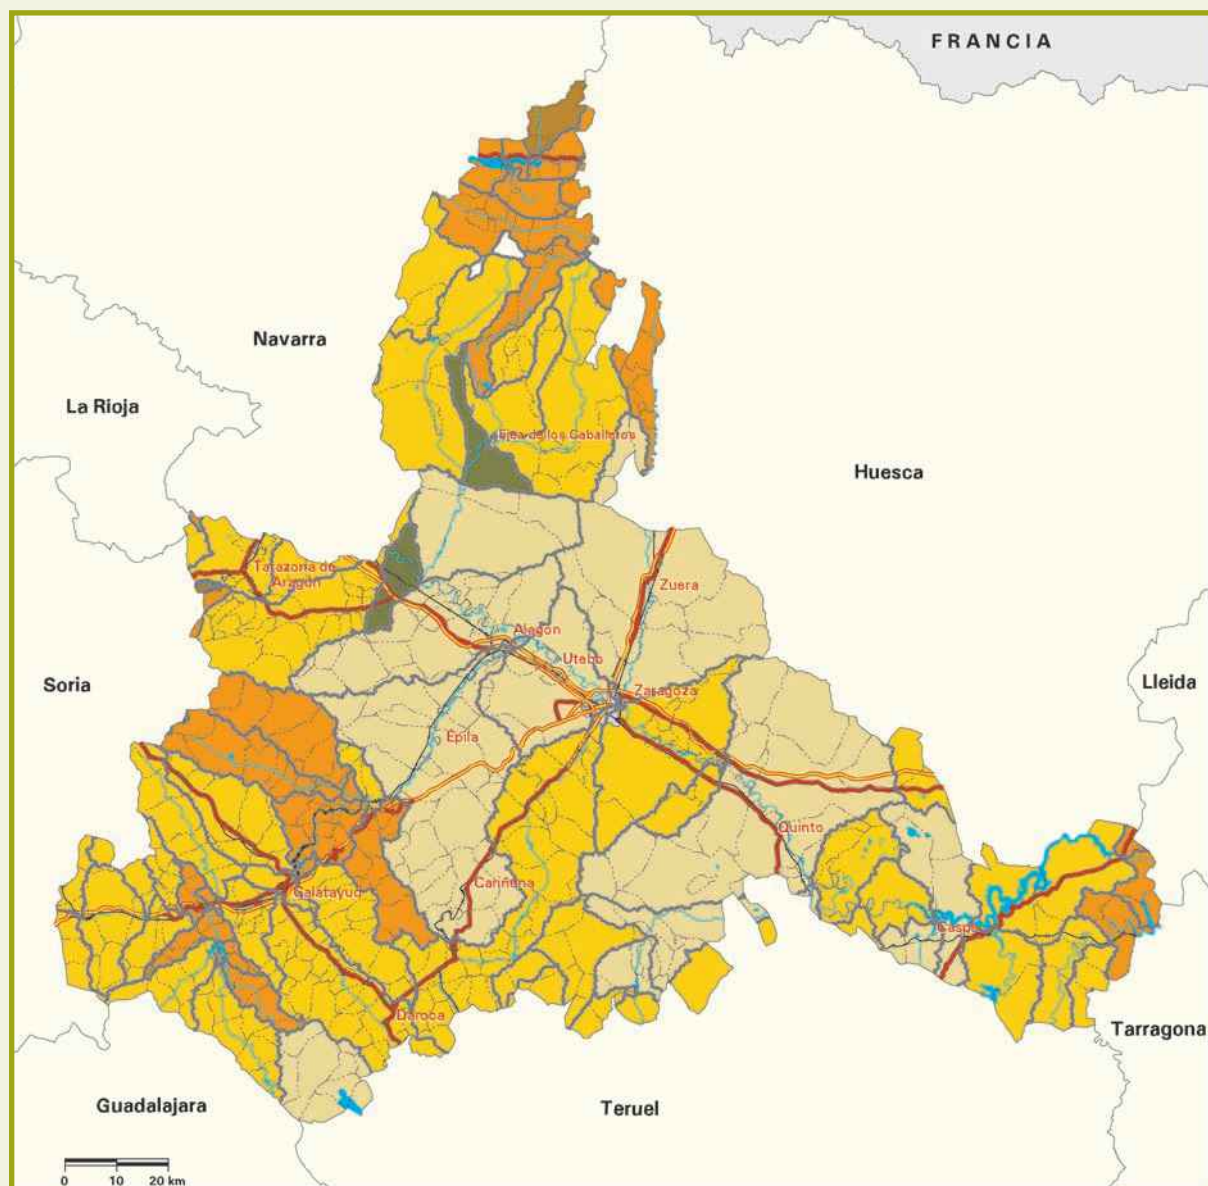 FRANCIA
Navarra
La Rioja
Ejea de los Caballeros
Huesca
Tarazona de
Aragón
Zuera
Alagón
Utebo
Soria
Zaragoza
Lleida
Épila
Quinto
Calatayud
Cariñena
Caspe
Daroca
Tarragona
Guadalajara
Teruel
0 10 20 km